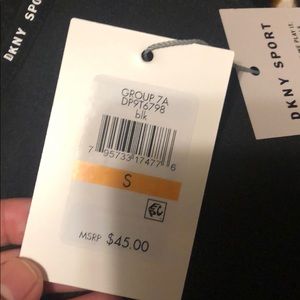 DKNY SPORT
GROUP 7A
DP9T6798
blk
7 95733 17477 6
S
MSRP $45.00
DKNY SPORT